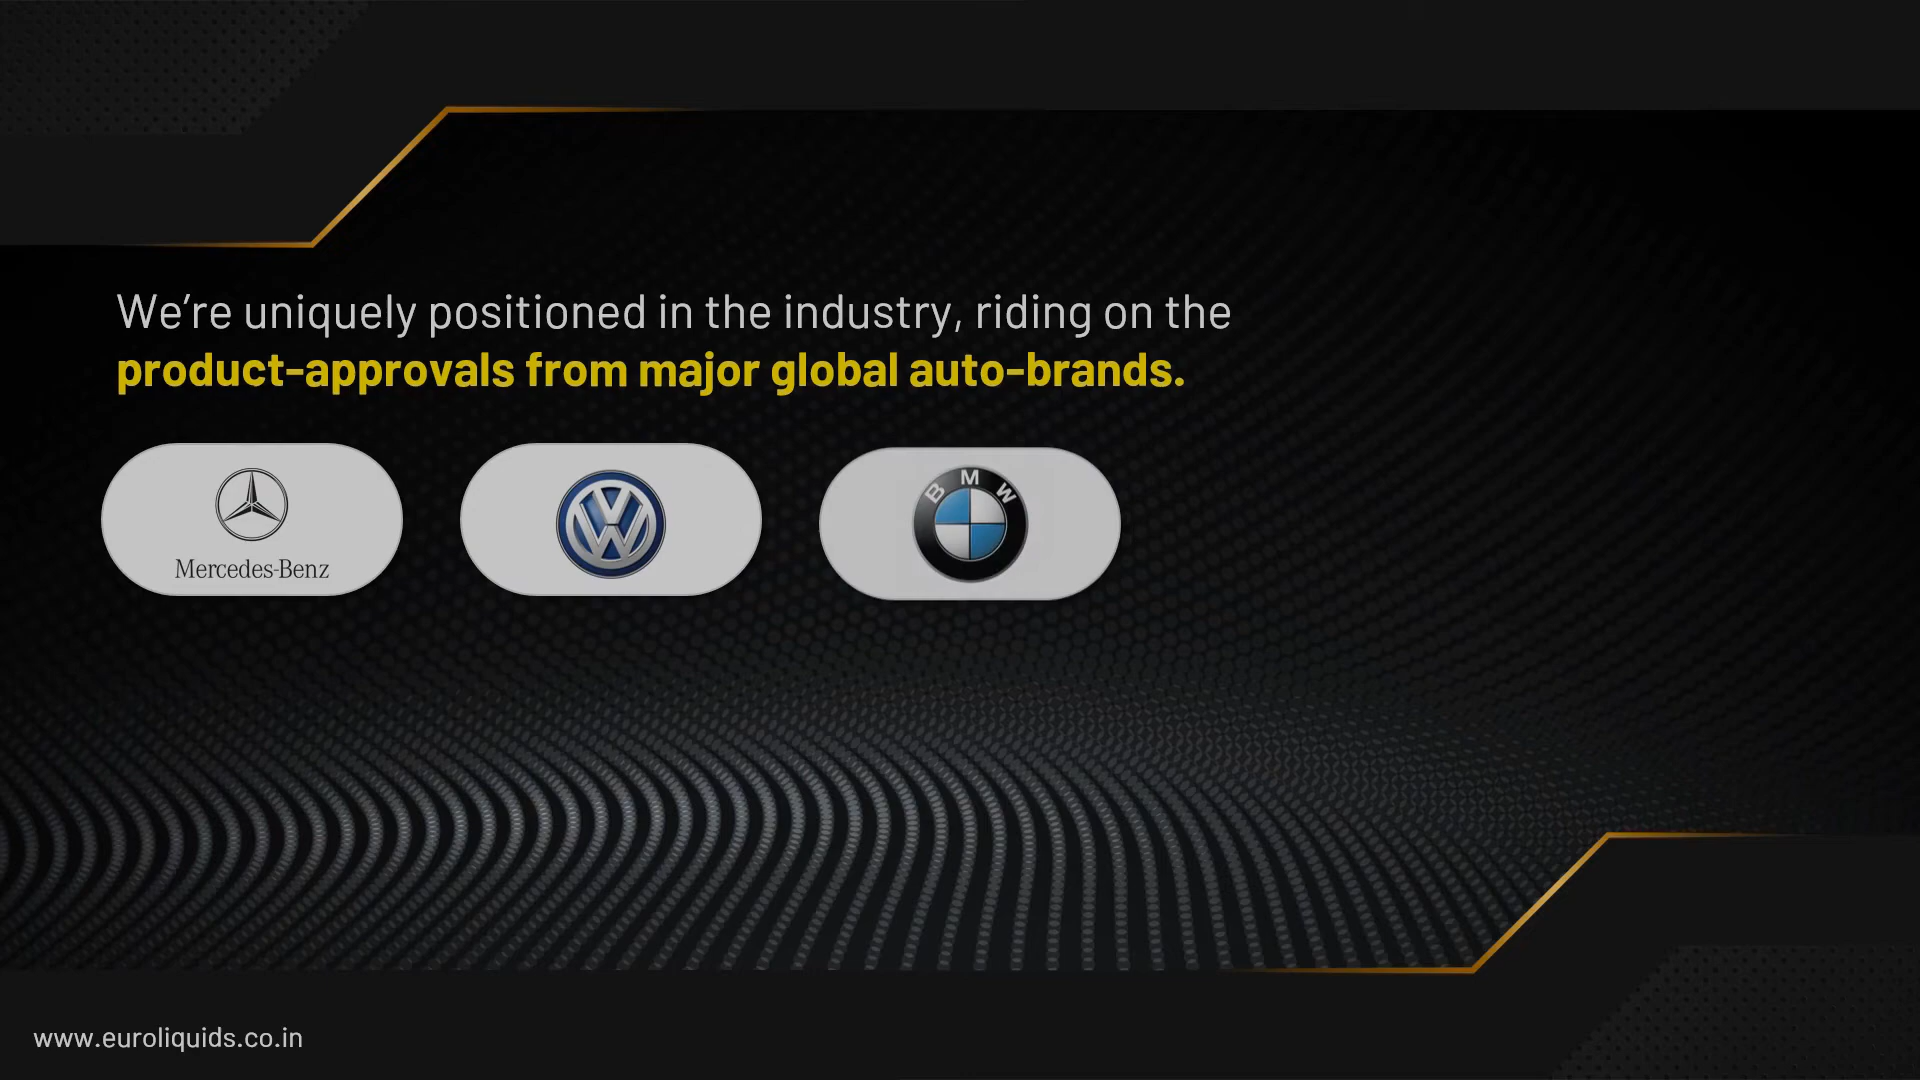 We’re uniquely positioned in the industry, riding on the
product-approvals from major global auto-brands.
Mercedes-Benz
VW
BMW
www.euroliquids.co.in